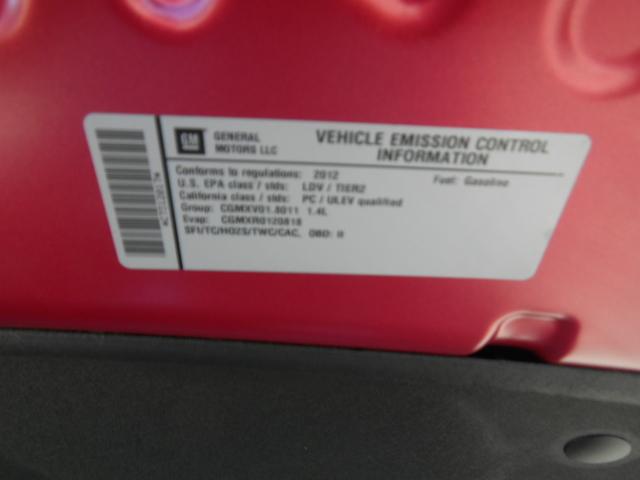 GM
GENERAL MOTORS LLC
VEHICLE EMISSION CONTROL INFORMATION
Conforms to regulations: 2012
Fuel: Gasoline
U.S. EPA class / stds: LDV / TIER2
California class / stds: PC / ULEV qualified
Group: CGMXV01.8011 1.4L
Evap: CGMXR0120818
SFI/TC/HO2S/TWC/CAC, OBD: II